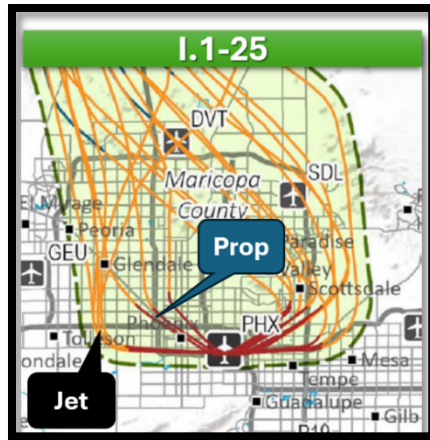 I.1-25
DVT
Maricopa
County
SDL
El Mirage
Peoria
GEU
Glendale
Prop
Paradise
Valley
Scottsdale
PHX
Tolleson
ondale
Mesa
Tempe
Jet
Guadalupe
Gilb